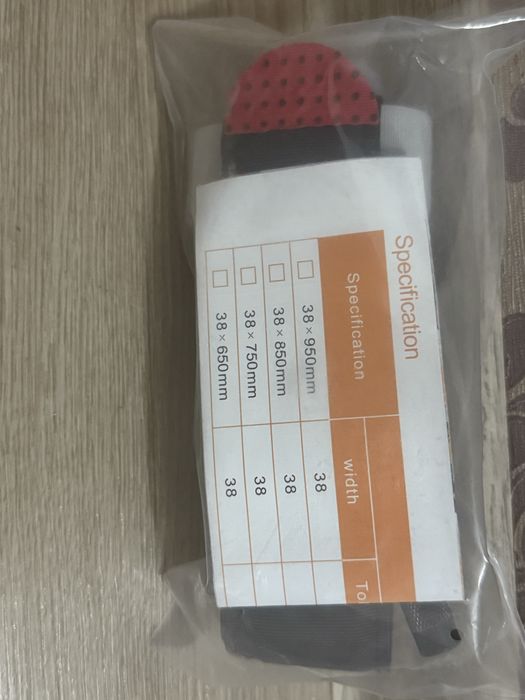 Specification
Specification width To
38×950mm 38
38×850mm 38
38×750mm 38
38×650mm 38